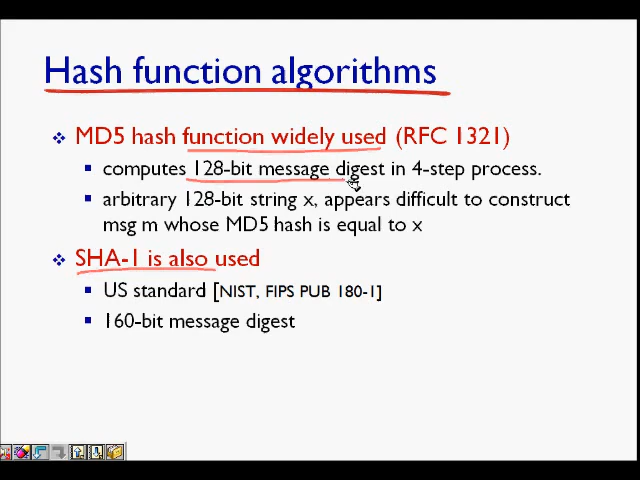 Hash function algorithms
MD5 hash function widely used (RFC 1321)
computes 128-bit message digest in 4-step process.
arbitrary 128-bit string x, appears difficult to construct
msg m whose MD5 hash is equal to x
SHA-1 is also used
US standard [NIST, FIPS PUB 180-1]
160-bit message digest